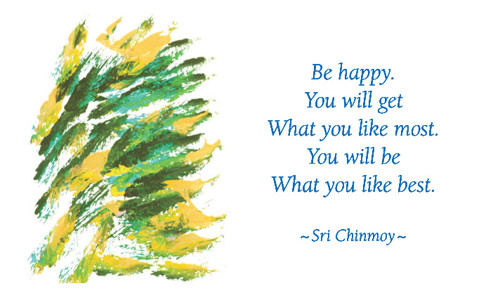 Be happy.
You will get
What you like most.
You will be
What you like best.
~Sri Chinmoy~